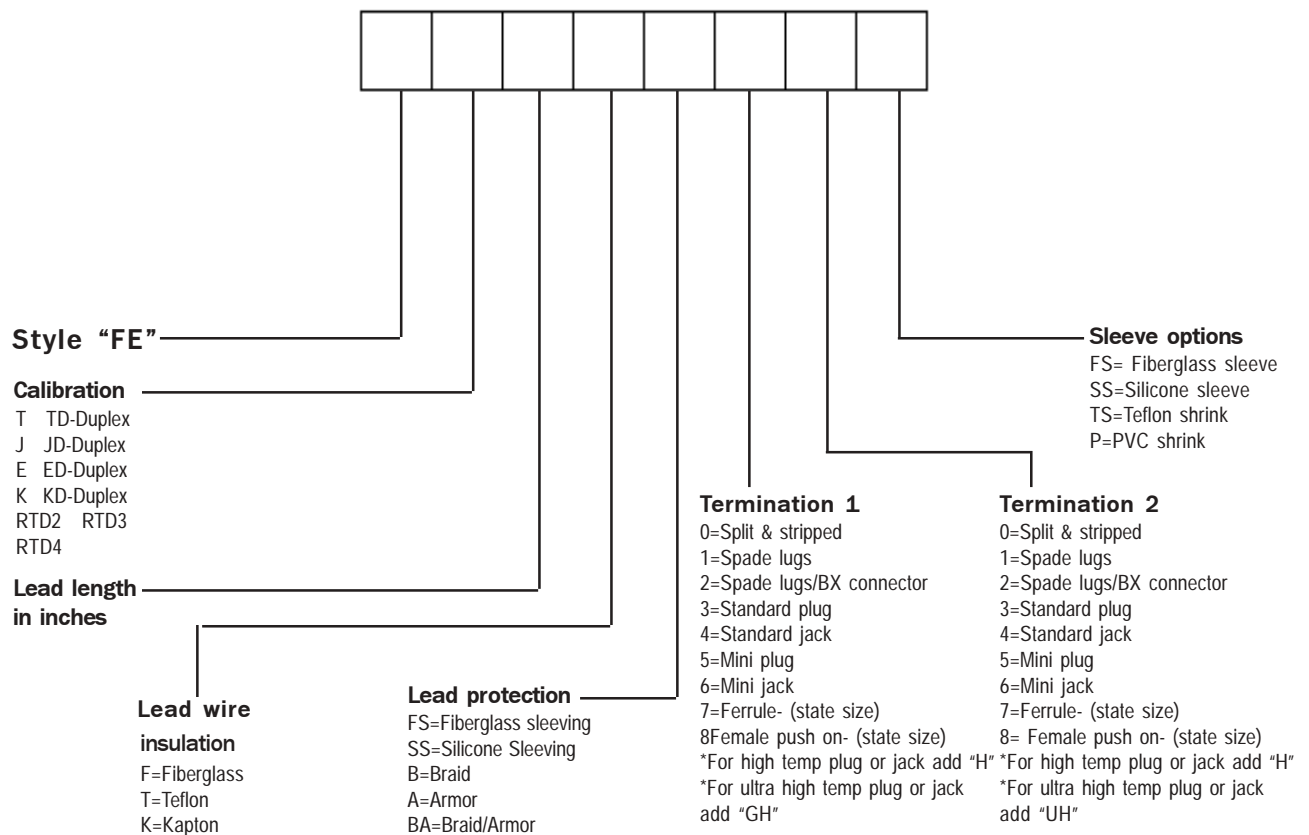 Style “FE”
Calibration
T TD-Duplex
J JD-Duplex
E ED-Duplex
K KD-Duplex
RTD2 RTD3
RTD4
Lead length
in inches
Lead wire
insulation
F=Fiberglass
T=Teflon
K=Kapton
Lead protection
FS=Fiberglass sleeving
SS=Silicone Sleeving
B=Braid
A=Armor
BA=Braid/Armor
Termination 1
0=Split & stripped
1=Spade lugs
2=Spade lugs/BX connector
3=Standard plug
4=Standard jack
5=Mini plug
6=Mini jack
7=Ferrule- (state size)
8Female push on- (state size)
*For high temp plug or jack add “H”
*For ultra high temp plug or jack
add “GH”
Termination 2
0=Split & stripped
1=Spade lugs
2=Spade lugs/BX connector
3=Standard plug
4=Standard jack
5=Mini plug
6=Mini jack
7=Ferrule- (state size)
8= Female push on- (state size)
*For high temp plug or jack add “H”
*For ultra high temp plug or jack
add “UH”
Sleeve options
FS= Fiberglass sleeve
SS=Silicone sleeve
TS=Teflon shrink
P=PVC shrink